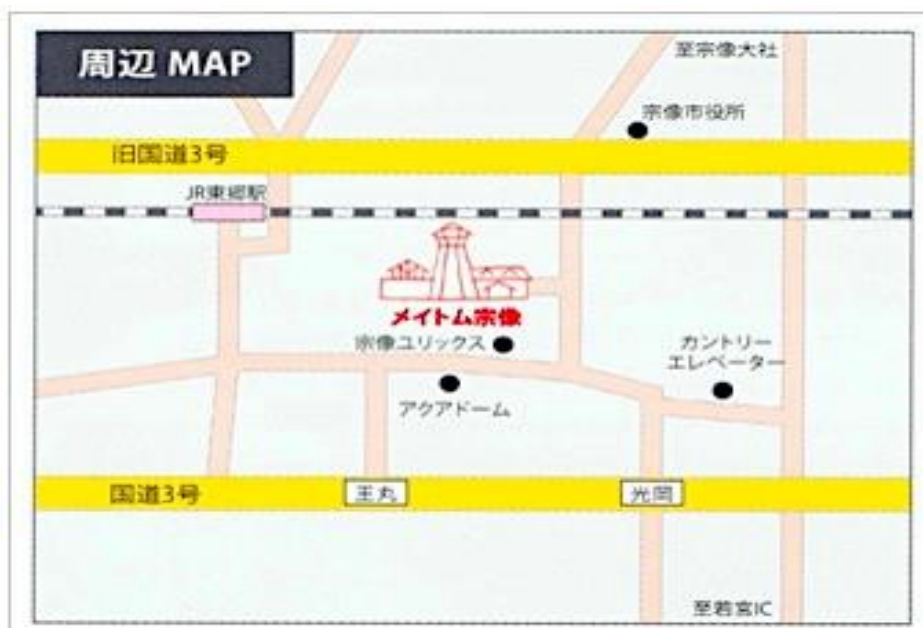 周辺 MAP
至宗像大社
宗像市役所
旧国道3号
JR東郷駅
メイトム宗像
宗像ユリックス
カントリー
エレベーター
アクアドーム
国道3号
王丸
光岡
至若宮IC